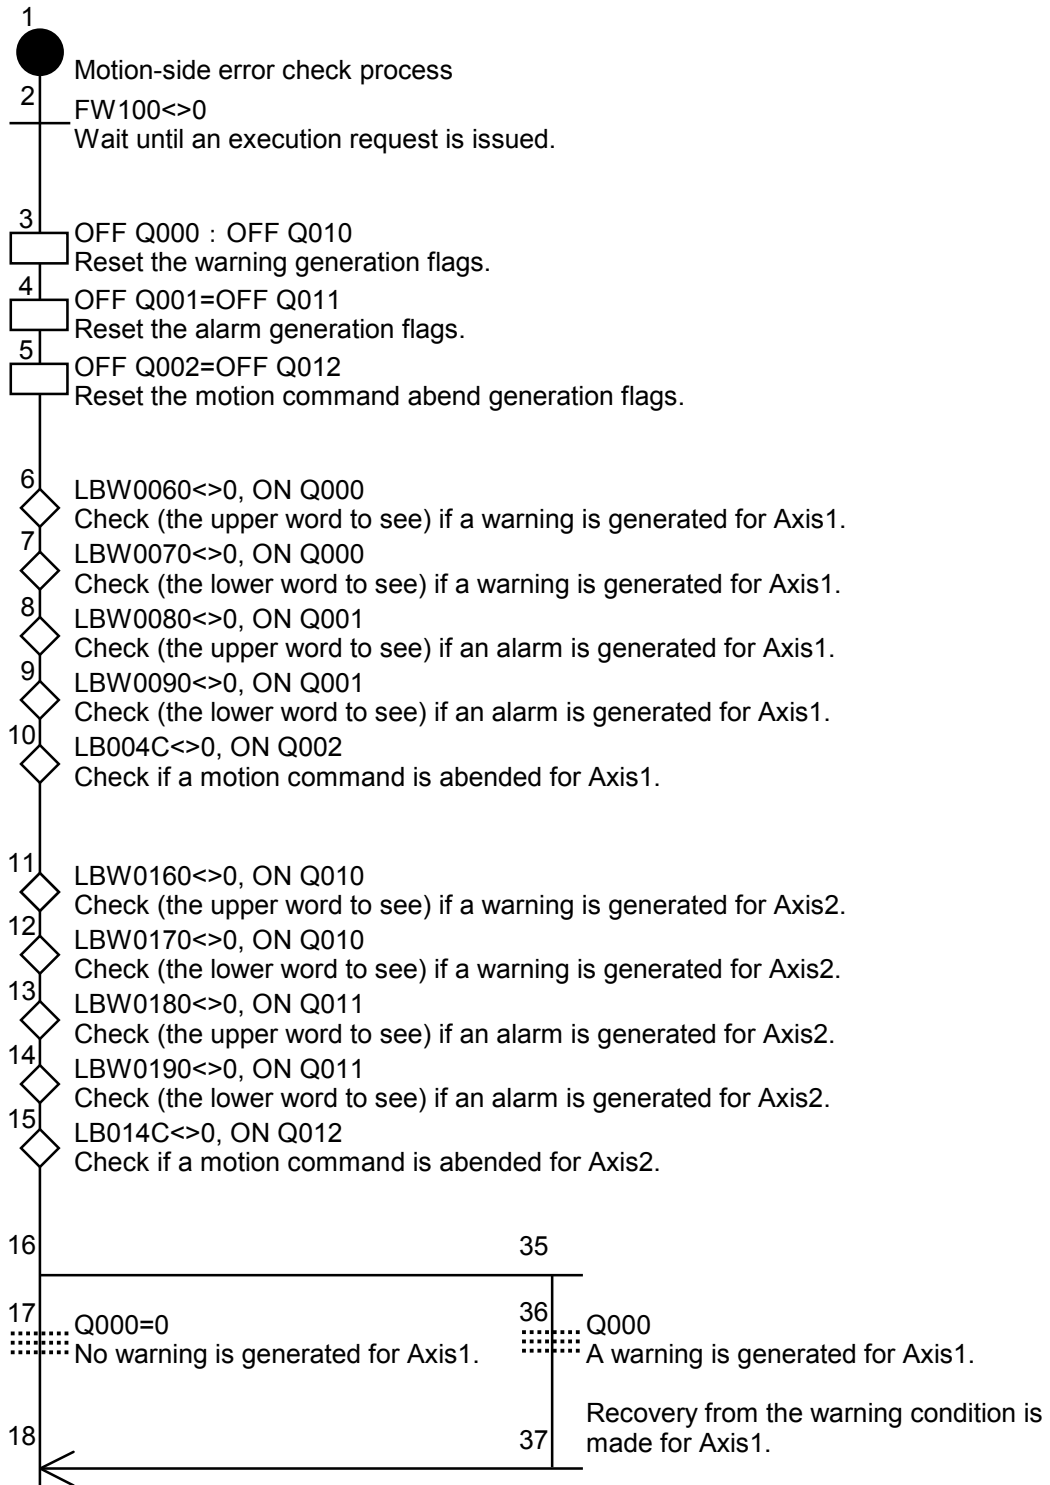 1
Motion-side error check process
2
FW100<>0
Wait until an execution request is issued.
3
OFF Q000 : OFF Q010
Reset the warning generation flags.
4
OFF Q001=OFF Q011
Reset the alarm generation flags.
5
OFF Q002=OFF Q012
Reset the motion command abend generation flags.
6
LBW0060<>0, ON Q000
Check (the upper word to see) if a warning is generated for Axis1.
7
LBW0070<>0, ON Q000
Check (the lower word to see) if a warning is generated for Axis1.
8
LBW0080<>0, ON Q001
Check (the upper word to see) if an alarm is generated for Axis1.
9
LBW0090<>0, ON Q001
Check (the lower word to see) if an alarm is generated for Axis1.
10
LB004C<>0, ON Q002
Check if a motion command is abended for Axis1.
11
LBW0160<>0, ON Q010
Check (the upper word to see) if a warning is generated for Axis2.
12
LBW0170<>0, ON Q010
Check (the lower word to see) if a warning is generated for Axis2.
13
LBW0180<>0, ON Q011
Check (the upper word to see) if an alarm is generated for Axis2.
14
LBW0190<>0, ON Q011
Check (the lower word to see) if an alarm is generated for Axis2.
15
LB014C<>0, ON Q012
Check if a motion command is abended for Axis2.
16
35
17
Q000=0
No warning is generated for Axis1.
36
Q000
A warning is generated for Axis1.
18
37
Recovery from the warning condition is
made for Axis1.